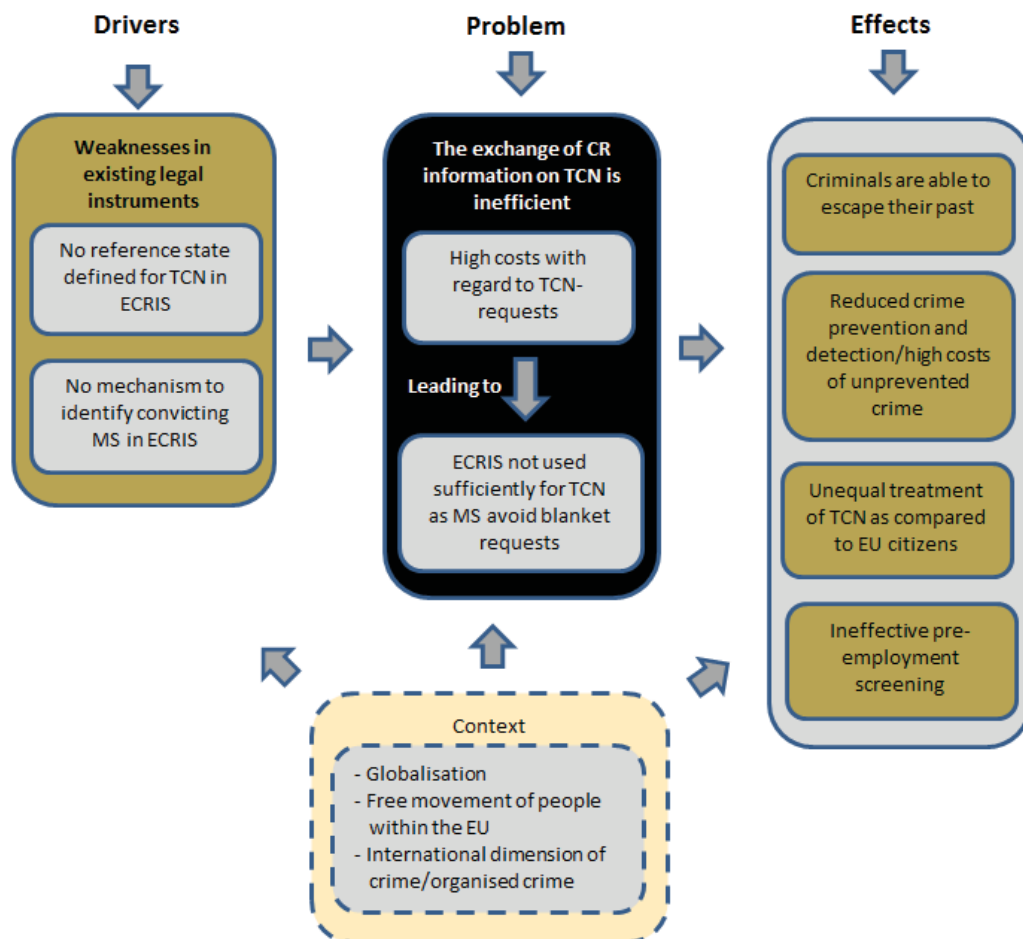 Drivers
Problem
Effects
Weaknesses in
existing legal
instruments
No reference state
defined for TCN in
ECRIS
No mechanism to
identify convicting
MS in ECRIS
The exchange of CR
information on TCN is
inefficient
High costs with
regard to TCN-
requests
Leading to
ECRIS not used
sufficiently for TCN
as MS avoid blanket
requests
Criminals are able to
escape their past
Reduced crime
prevention and
detection/high costs
of unprevented
crime
Unequal treatment
of TCN as compared
to EU citizens
Ineffective pre-
employment
screening
Context
- Globalisation
- Free movement of people
within the EU
- International dimension of
crime/organised crime